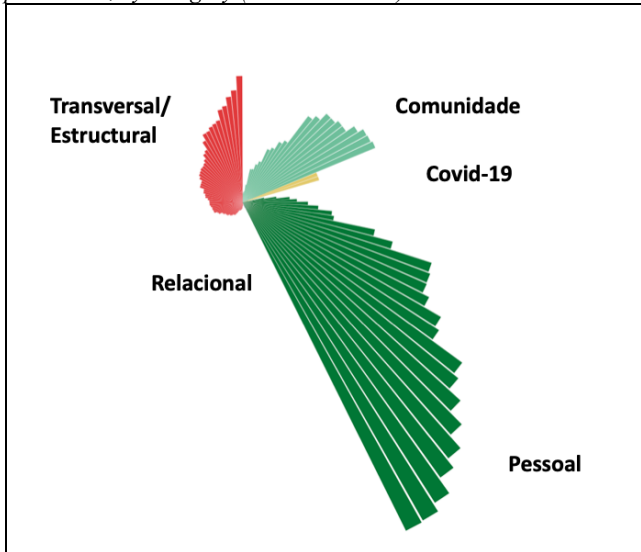 Transversal/
Estructural
Comunidade
Covid-19
Relacional
Pessoal